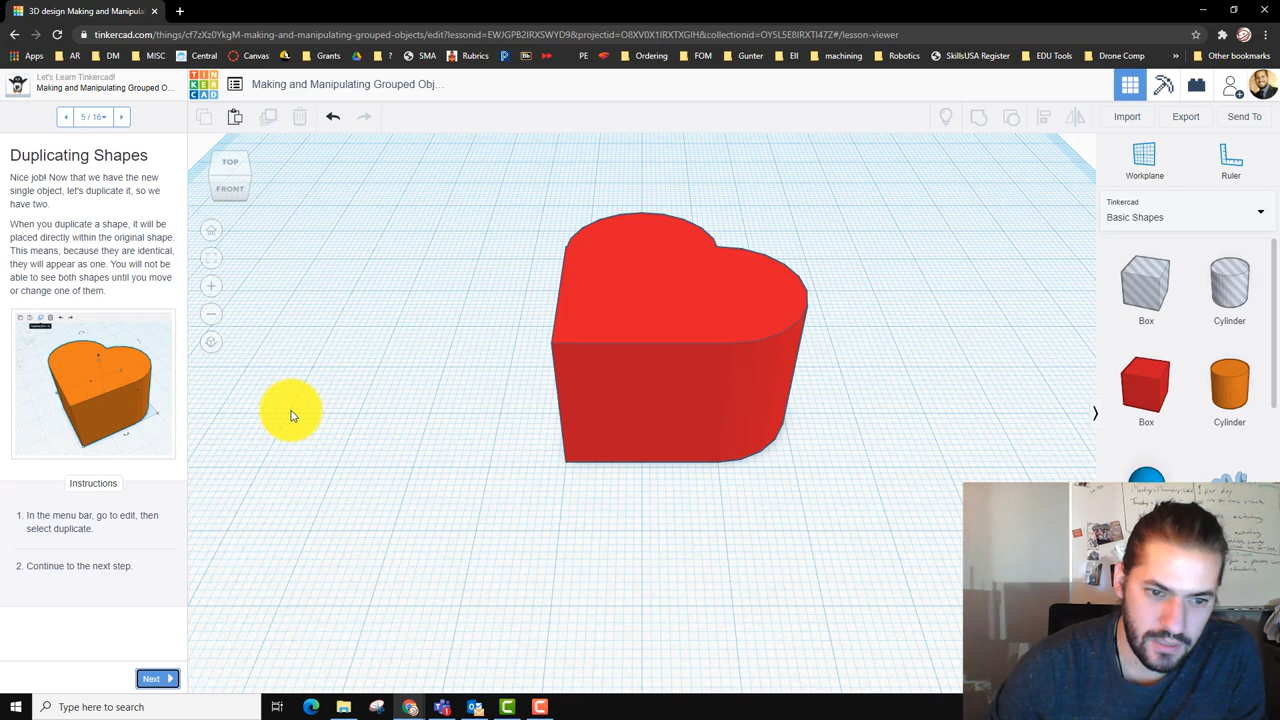 3D design Making and Manipula
tinkercad.com/things/cf7zXz0YkgM-making-and-manipulating-grouped-objects/edit?lessonid=EWJGPB2IRXSWYD9&projectid=O8XV0X1IRXTXGIH&collectionid=OY5L5E8IRXTI47Z#/lesson-viewer
Apps AR DM MISC Central Canvas Grants ? SMA Rubrics PE Ordering FOM Gunter Ell machining Robotics SkillsUSA Register EDU Tools Drone Comp » Other bookmarks
Let's Learn Tinkercad!
Making and Manipulating Grouped O...
TIN
KER
CAD
Making and Manipulating Grouped Obj...
5 / 16
Import Export Send To
Duplicating Shapes
Nice job! Now that we have the new
single object, let's duplicate it, so we
have two.
When you duplicate a shape, it will be
placed directly within the original shape.
This means, because they are identical,
they will appear as one. You will not be
able to see both shapes until you move
or change one of them.
Instructions
1. In the menu bar, go to edit, then
select duplicate.
2. Continue to the next step.
Next
TOP
FRONT
Workplane Ruler
Tinkercad
Basic Shapes
Box Cylinder
Box Cylinder
Type here to search